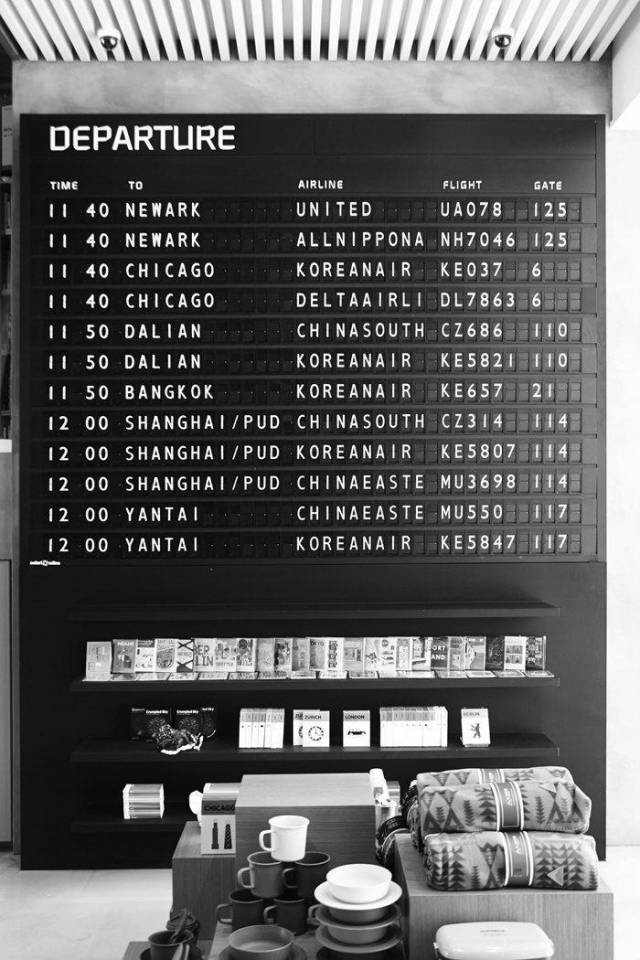 DEPARTURE
TIME TO AIRLINE FLIGHT GATE
11 40 NEWARK UNITED UA078 125
11 40 NEWARK ALLNIPPONA NH7046 125
11 40 CHICAGO KOREANAIR KE037 6
11 40 CHICAGO DELTAAIRLI DL7863 6
11 50 DALIAN CHINASOUTH CZ686 110
11 50 DALIAN KOREANAIR KE5821 110
11 50 BANGKOK KOREANAIR KE657 21
12 00 SHANGHAI/PUD CHINASOUTH CZ314 114
12 00 SHANGHAI/PUD KOREANAIR KE5807 114
12 00 SHANGHAI/PUD CHINAEASTE MU3698 114
12 00 YANTAI CHINAEASTE MU550 117
12 00 YANTAI KOREANAIR KE5847 117
ZURICH LONDON BERLIN
CHICAGO